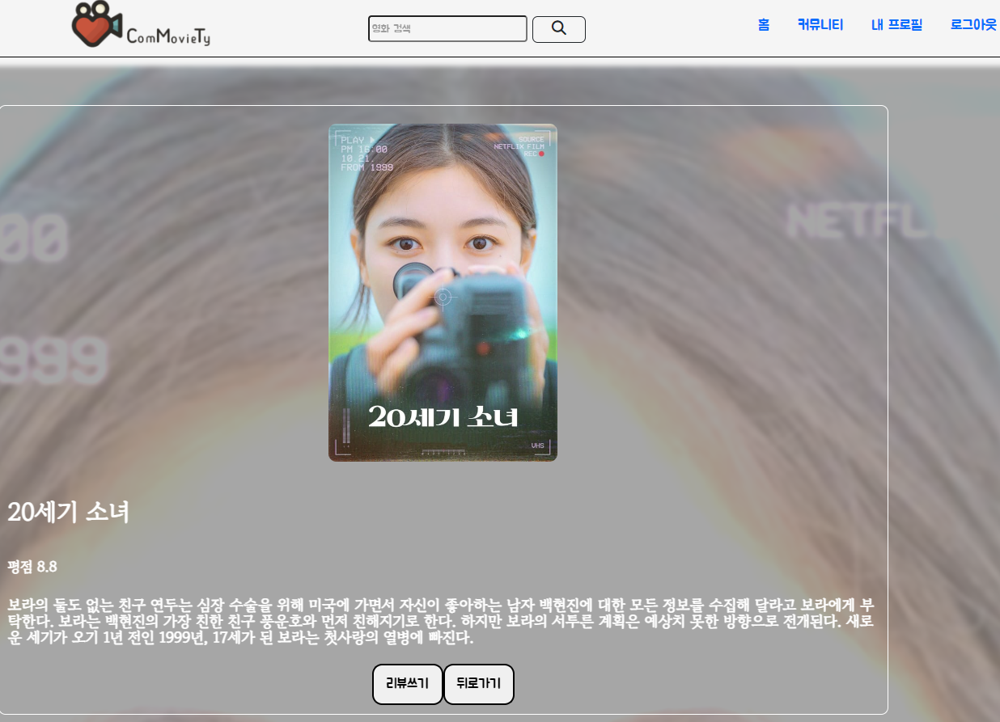 ComMovieTy
영화 검색
홈 커뮤니티 내 프로필 로그아웃
PLAY
PM 18:00
10.21.
FROM 1999
SOURCE
NETFLIX FILM
REC
00
NETFL
999
20세기 소녀
VHS
20세기 소녀
평점 8.8
보라의 둘도 없는 친구 연두는 심장 수술을 위해 미국에 가면서 자신이 좋아하는 남자 백현진에 대한 모든 정보를 수집해 달라고 보라에게 부
탁한다. 보라는 백현진의 가장 친한 친구 풍운호와 먼저 친해지기로 한다. 하지만 보라의 서투른 계획은 예상치 못한 방향으로 전개된다. 새로
운 세기가 오기 1년 전인 1999년, 17세가 된 보라는 첫사랑의 열병에 빠진다.
리뷰쓰기 뒤로가기